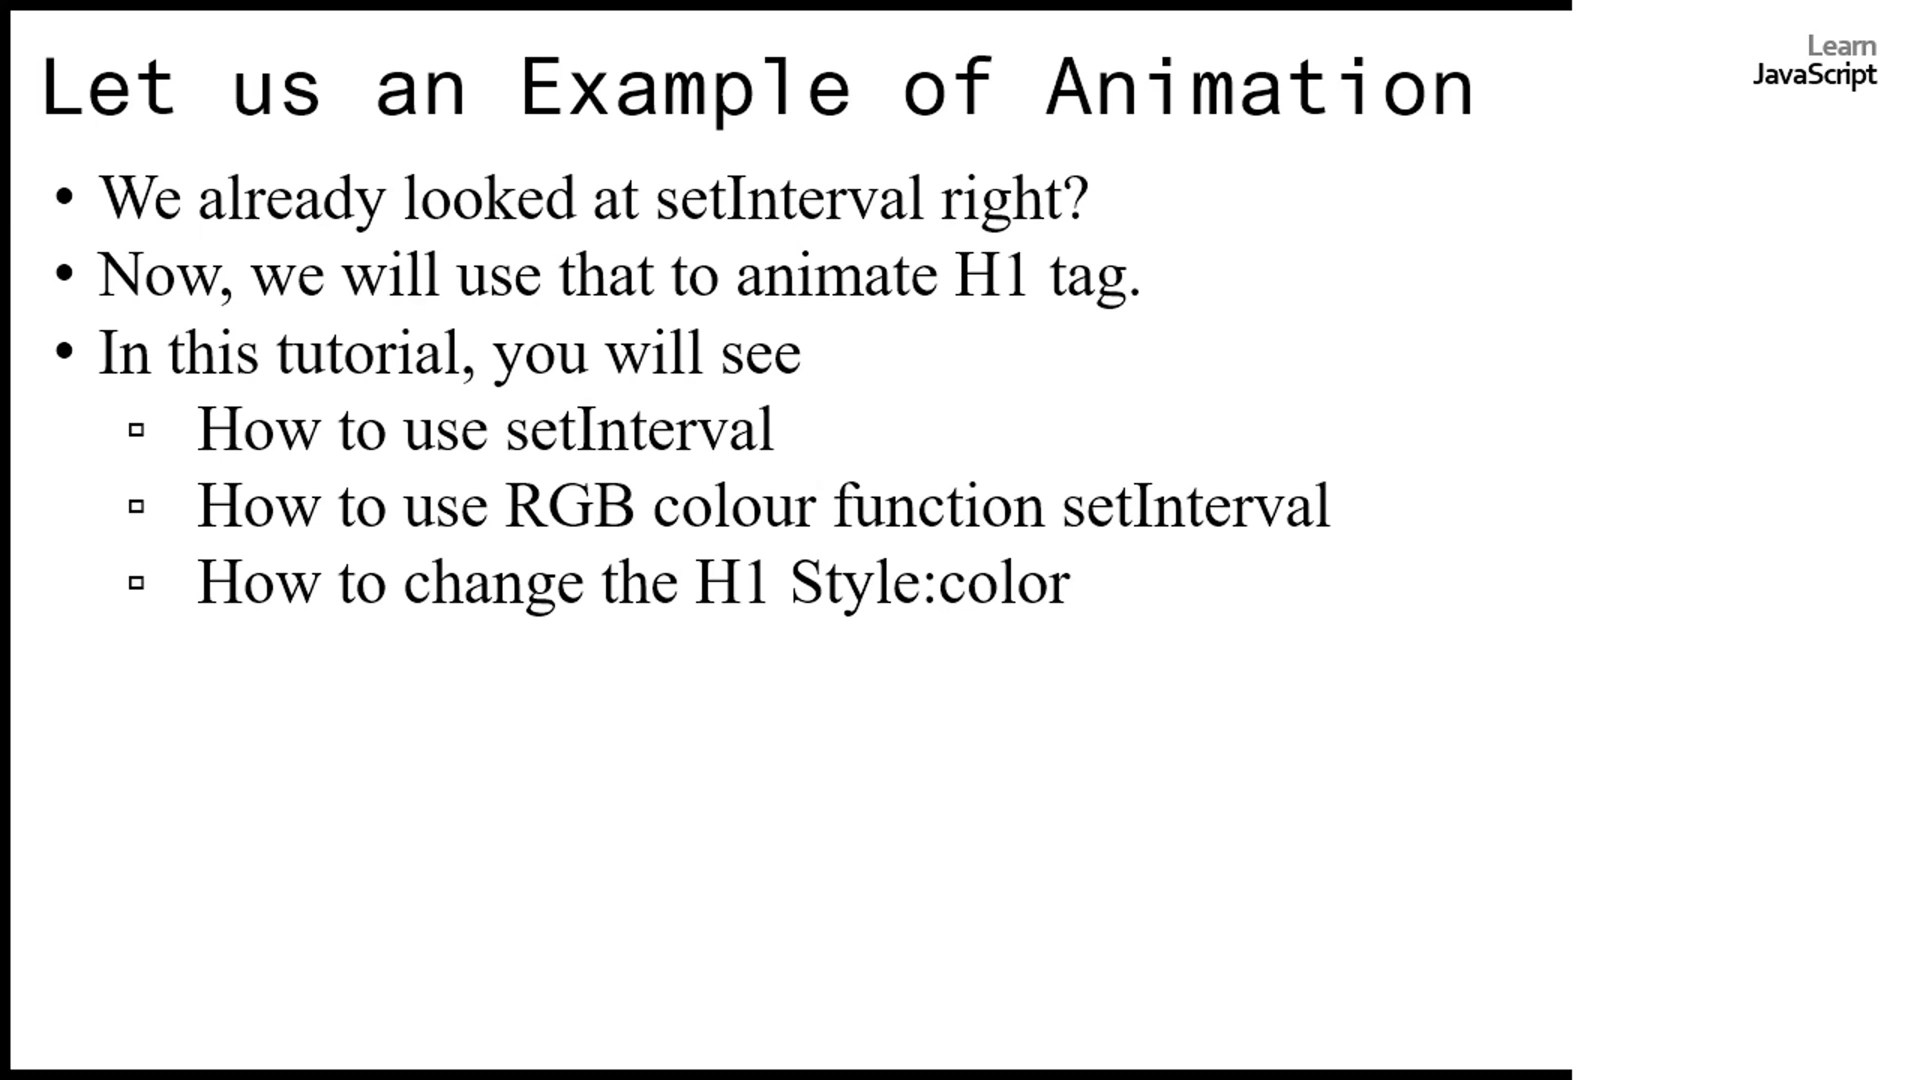 Let us an Example of Animation
Learn
JavaScript
• We already looked at setInterval right?
• Now, we will use that to animate H1 tag.
• In this tutorial, you will see
▫ How to use setInterval
▫ How to use RGB colour function setInterval
▫ How to change the H1 Style:color